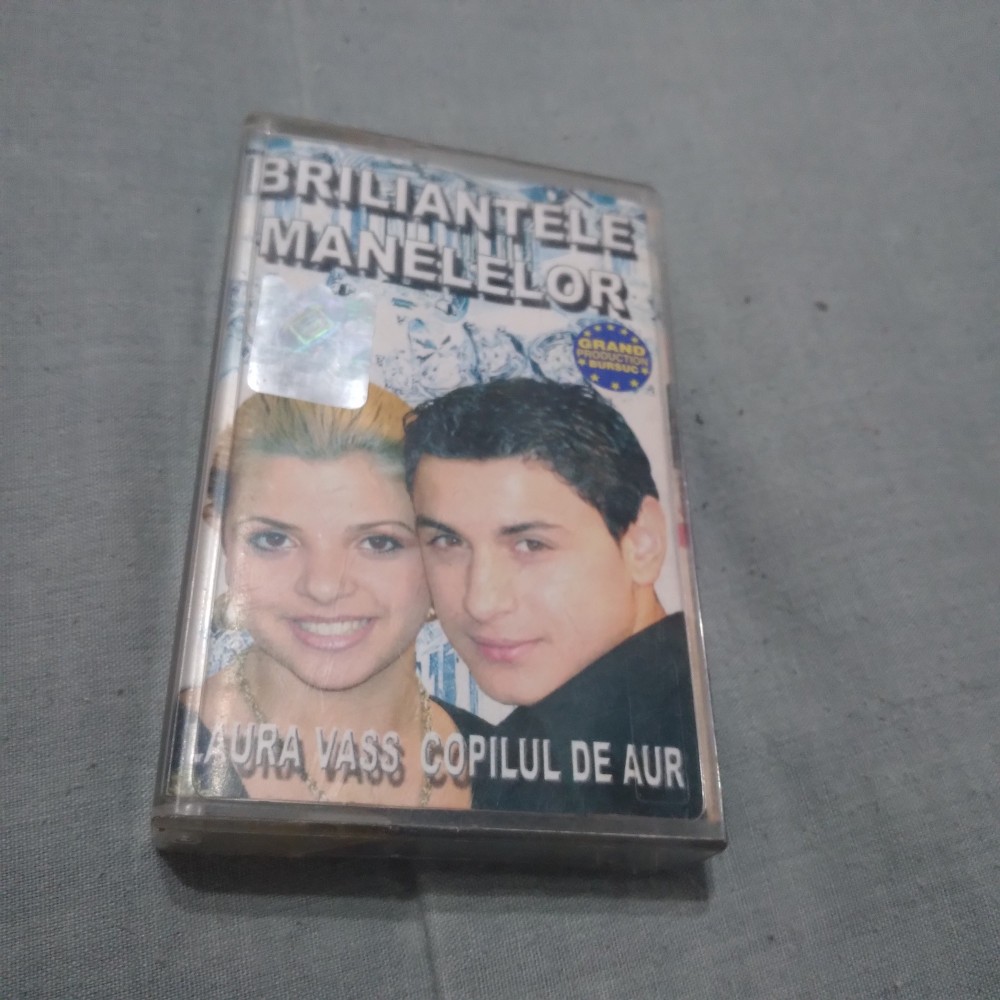 BRILIANTELE
MANELELOR
GRAND
PRODUCTION
BURSUC
LAURA VASS COPILUL DE AUR